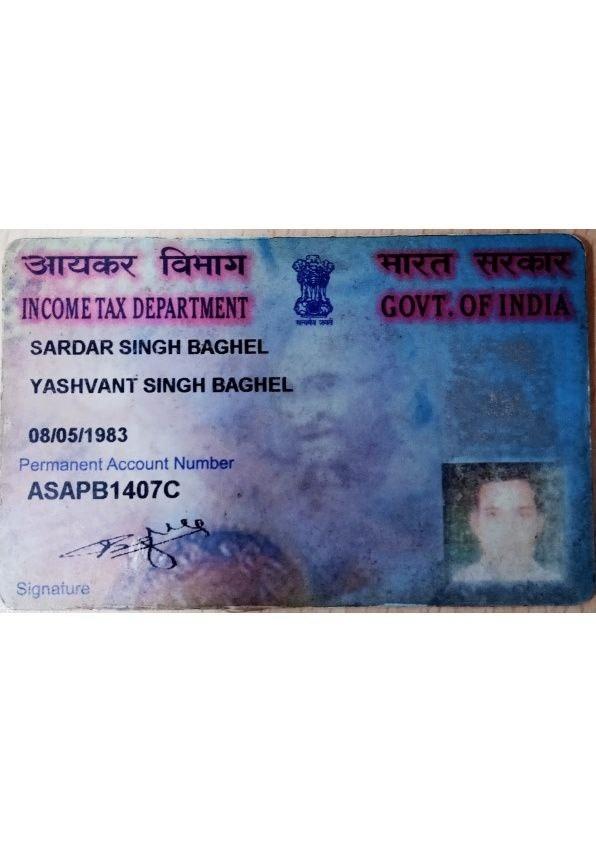 आयकर विभाग
INCOME TAX DEPARTMENT
सत्यमेव जयते
भारत सरकार
GOVT. OF INDIA
SARDAR SINGH BAGHEL
YASHVANT SINGH BAGHEL
08/05/1983
Permanent Account Number
ASAPB1407C
Signature